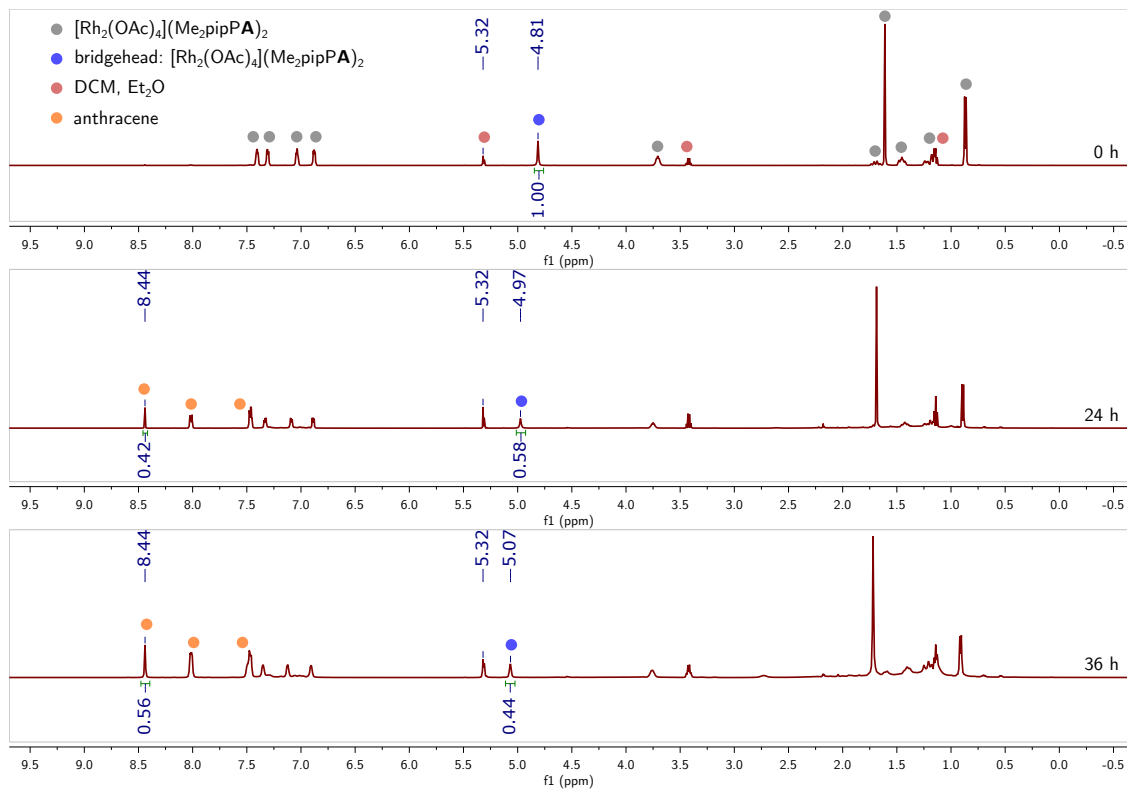 [Rh₂(OAc)₄](Me₂pipPA)₂
bridgehead: [Rh₂(OAc)₄](Me₂pipPA)₂
DCM, Et₂O
anthracene
5.32
4.81
0 h
1.00
9.5 9.0 8.5 8.0 7.5 7.0 6.5 6.0 5.5 5.0 4.5 4.0 3.5 3.0 2.5 2.0 1.5 1.0 0.5 0.0 -0.5
f1 (ppm)
8.44
5.32
4.97
24 h
0.42
0.58
9.5 9.0 8.5 8.0 7.5 7.0 6.5 6.0 5.5 5.0 4.5 4.0 3.5 3.0 2.5 2.0 1.5 1.0 0.5 0.0 -0.5
f1 (ppm)
8.44
5.32
5.07
36 h
0.56
0.44
9.5 9.0 8.5 8.0 7.5 7.0 6.5 6.0 5.5 5.0 4.5 4.0 3.5 3.0 2.5 2.0 1.5 1.0 0.5 0.0 -0.5
f1 (ppm)